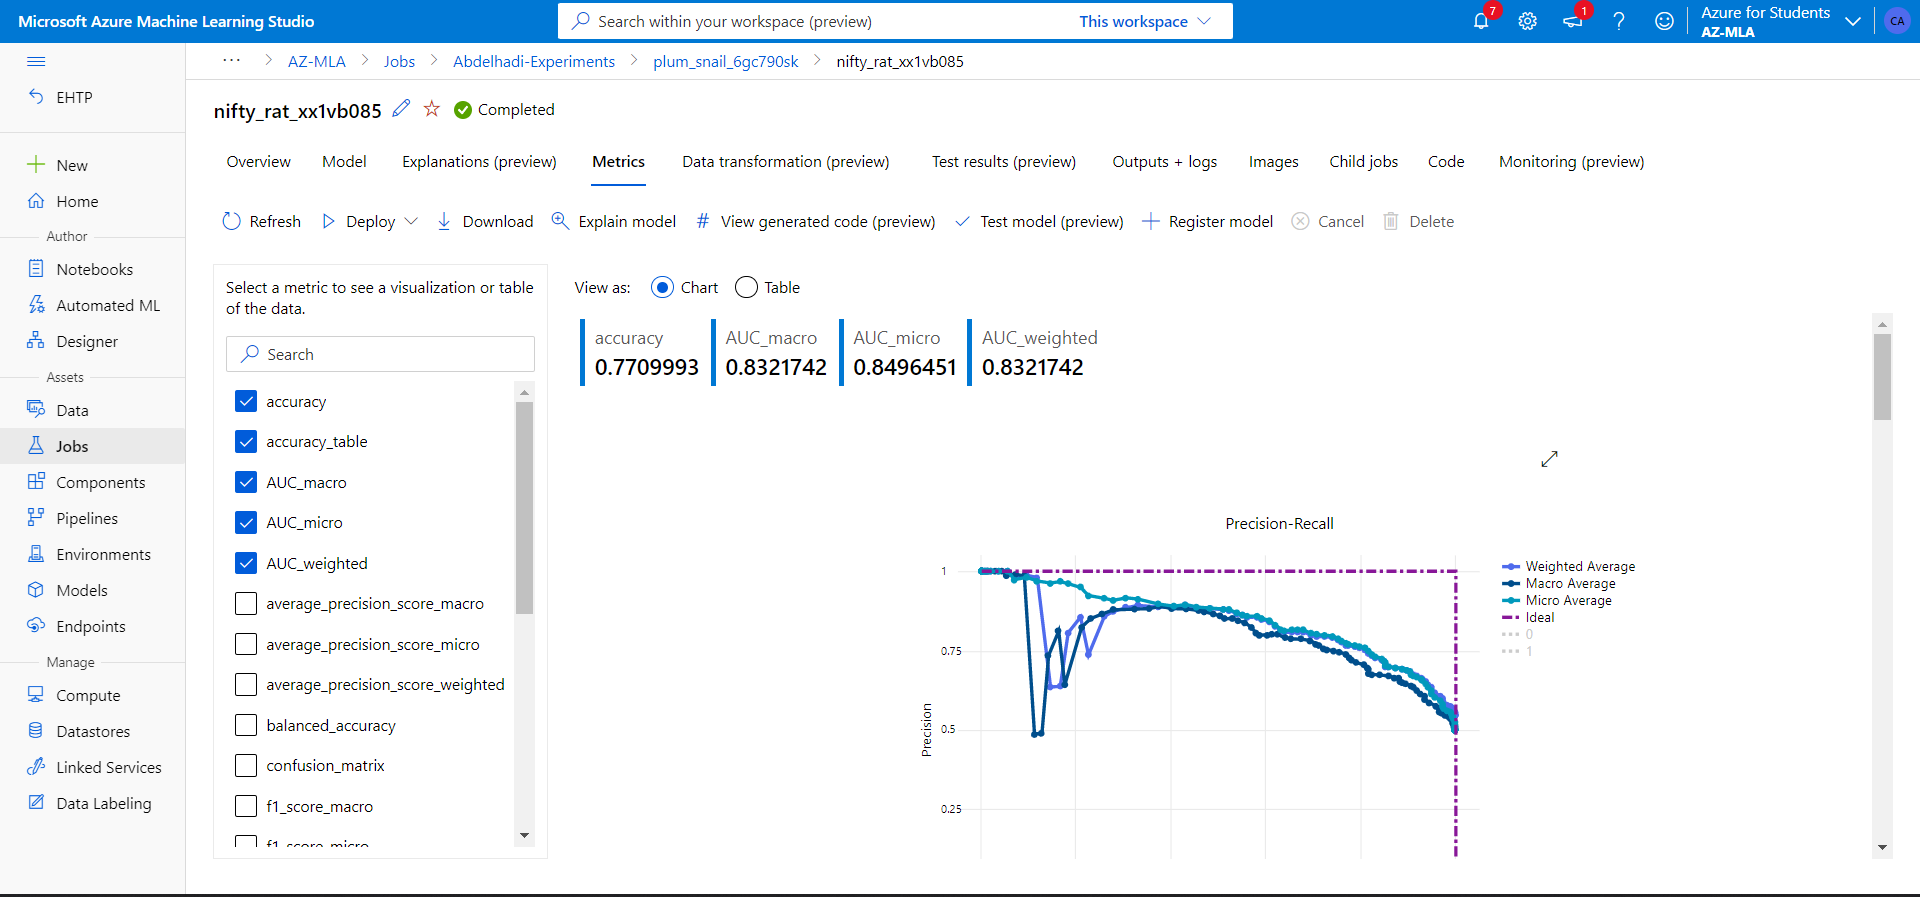 Microsoft Azure Machine Learning Studio
Search within your workspace (preview)
This workspace
7
1
Azure for Students
AZ-MLA
CA
EHTP
New
Home
Author
Notebooks
Automated ML
Designer
Assets
Data
Jobs
Components
Pipelines
Environments
Models
Endpoints
Manage
Compute
Datastores
Linked Services
Data Labeling
··· > AZ-MLA > Jobs > Abdelhadi-Experiments > plum_snail_6gc790sk > nifty_rat_xx1vb085
nifty_rat_xx1vb085
Completed
Overview Model Explanations (preview) Metrics Data transformation (preview) Test results (preview) Outputs + logs Images Child jobs Code Monitoring (preview)
Refresh Deploy Download Explain model # View generated code (preview) Test model (preview) Register model Cancel Delete
Select a metric to see a visualization or table
of the data.
Search
accuracy
accuracy_table
AUC_macro
AUC_micro
AUC_weighted
average_precision_score_macro
average_precision_score_micro
average_precision_score_weighted
balanced_accuracy
confusion_matrix
f1_score_macro
f1_score_micro
View as: Chart Table
accuracy
0.7709993
AUC_macro
0.8321742
AUC_micro
0.8496451
AUC_weighted
0.8321742
Precision-Recall
1
0.75
0.5
0.25
Precision
Weighted Average
Macro Average
Micro Average
Ideal
0
1